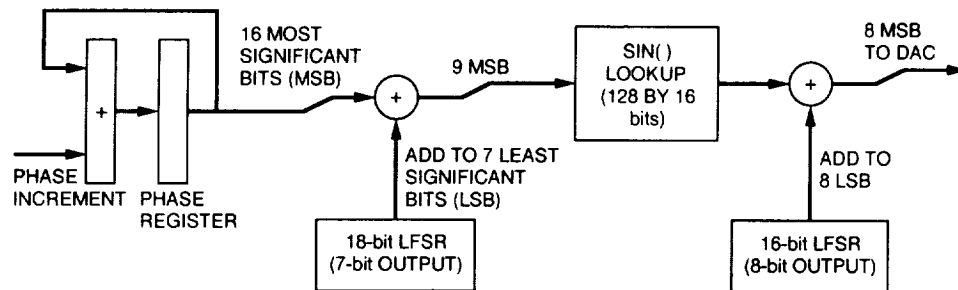 16 MOST
SIGNIFICANT
BITS (MSB)
8 MSB
TO DAC
9 MSB
SIN( )
LOOKUP
(128 BY 16
bits)
+
+
+
PHASE
INCREMENT
PHASE
REGISTER
ADD TO 7 LEAST
SIGNIFICANT
BITS (LSB)
ADD TO
8 LSB
18-bit LFSR
(7-bit OUTPUT)
16-bit LFSR
(8-bit OUTPUT)